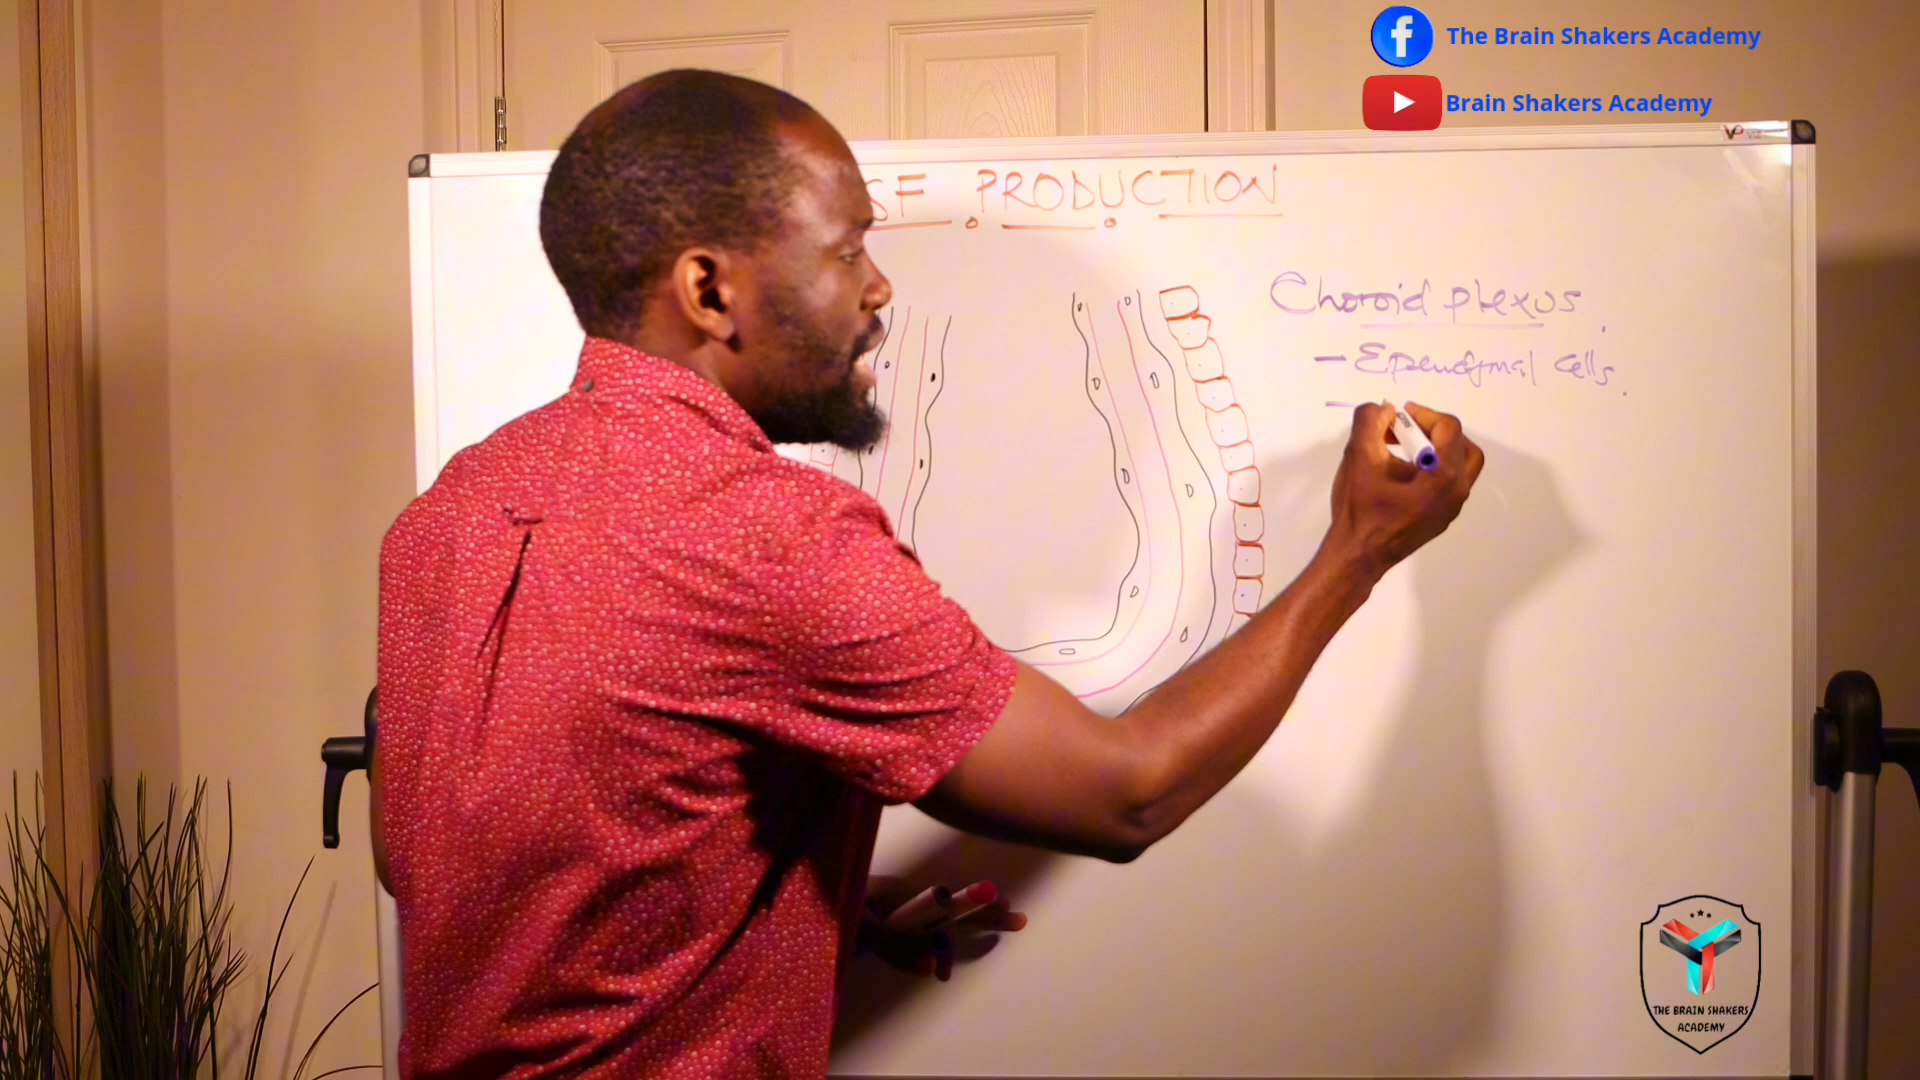 The Brain Shakers Academy
Brain Shakers Academy
SF PRODUCTION
Choroid plexus
- Ependymal cells.
THE BRAIN SHAKERS
ACADEMY